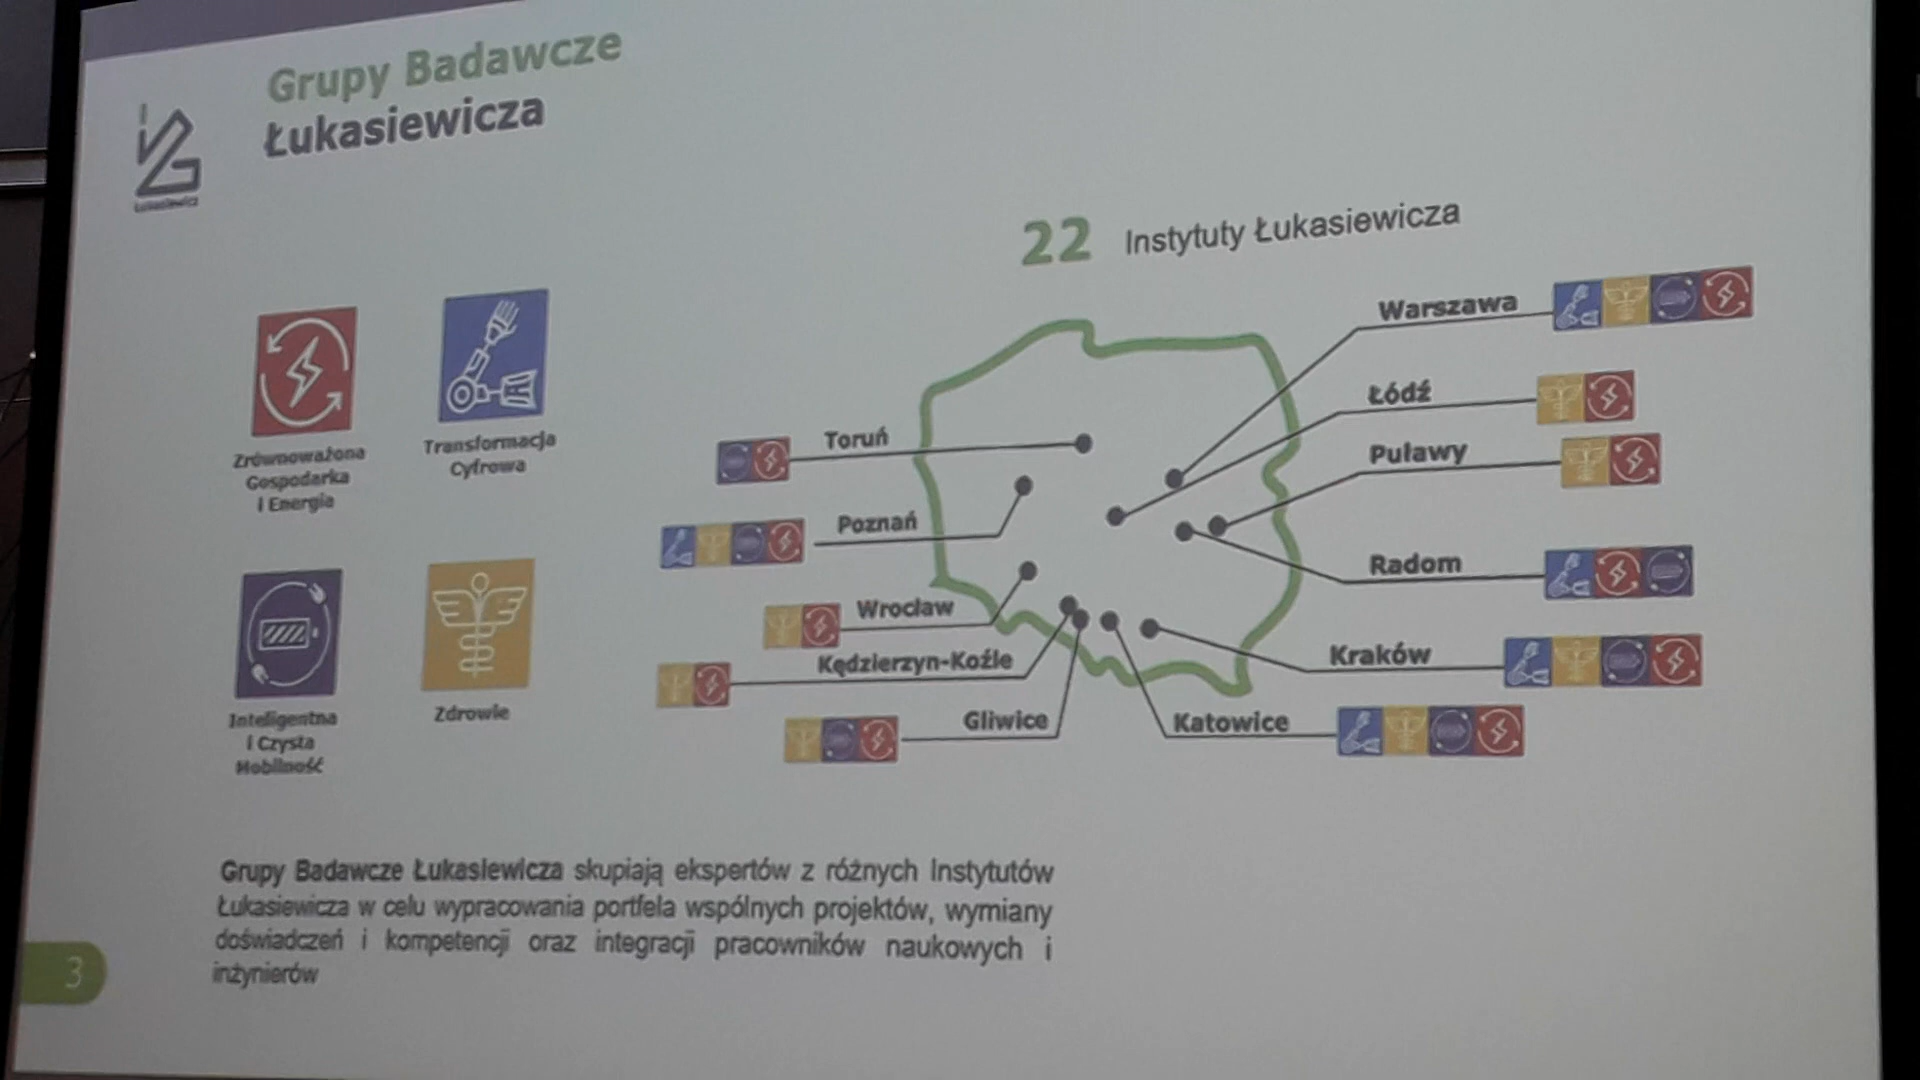 Grupy Badawcze
Łukasiewicza
Łukasiewicz
22 Instytuty Łukasiewicza
Zrównoważona
Gospodarka
i Energia
Transformacja
Cyfrowa
Inteligentna
i Czysta
Mobilność
Zdrowie
Toruń
Poznań
Wrocław
Kędzierzyn-Koźle
Gliwice
Warszawa
Łódź
Puławy
Radom
Kraków
Katowice
Grupy Badawcze Łukasiewicza skupiają ekspertów z różnych Instytutów
Łukasiewicza w celu wypracowania portfela wspólnych projektów, wymiany
doświadczeń i kompetencji oraz integracji pracowników naukowych i
inżynierów
3